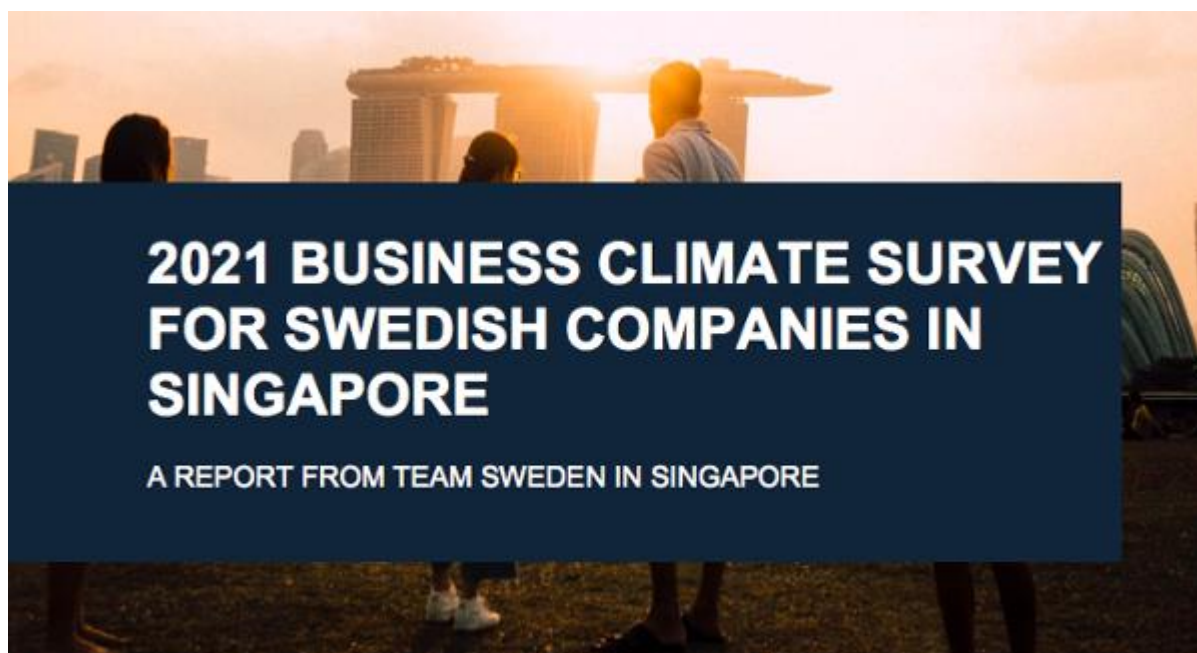 2021 BUSINESS CLIMATE SURVEY
FOR SWEDISH COMPANIES IN
SINGAPORE
A REPORT FROM TEAM SWEDEN IN SINGAPORE